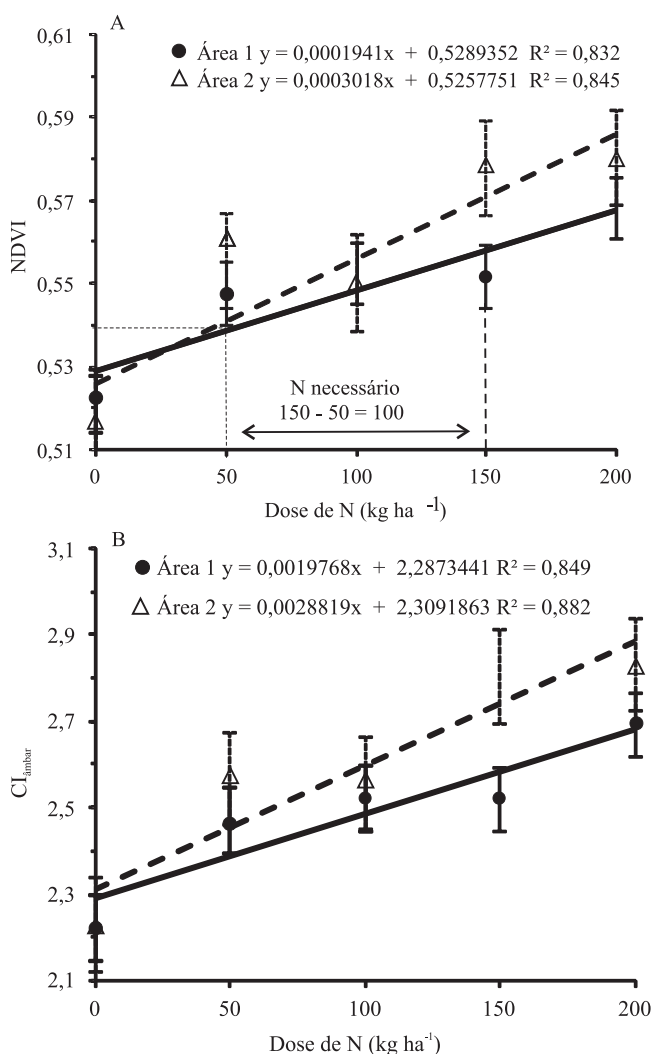 A
0,61
● Área 1 y = 0,0001941x + 0,5289352 R² = 0,832
△ Área 2 y = 0,0003018x + 0,5257751 R² = 0,845
0,59
0,57
NDVI
0,55
0,53
N necessário
150 - 50 = 100
0,51
0 50 100 150 200
Dose de N (kg ha -1)
B
3,1
● Área 1 y = 0,0019768x + 2,2873441 R² = 0,849
△ Área 2 y = 0,0028819x + 2,3091863 R² = 0,882
2,9
2,7
CIâmbar
2,5
2,3
2,1
0 50 100 150 200
Dose de N (kg ha-1)